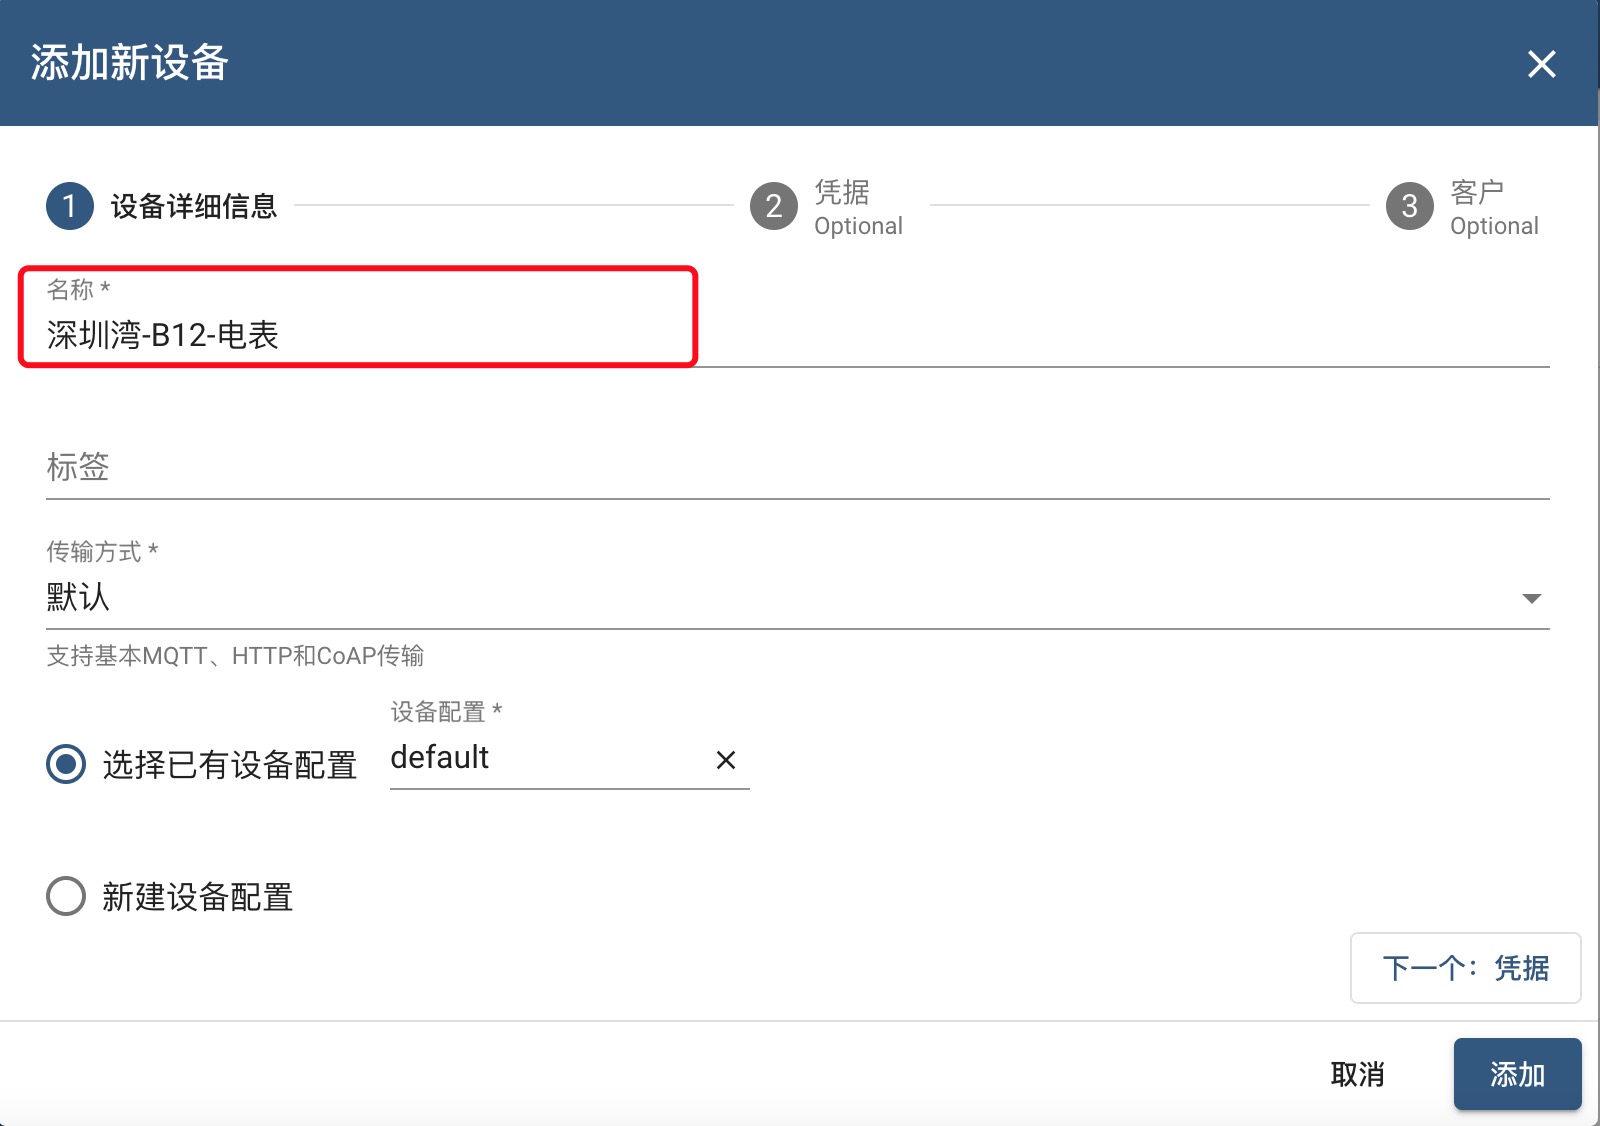 添加新设备
1 设备详细信息
2 凭据
Optional
3 客户
Optional
名称 *
深圳湾-B12-电表
标签
传输方式 *
默认
支持基本MQTT、HTTP和CoAP传输
设备配置 *
选择已有设备配置 default
新建设备配置
下一个：凭据
取消 添加